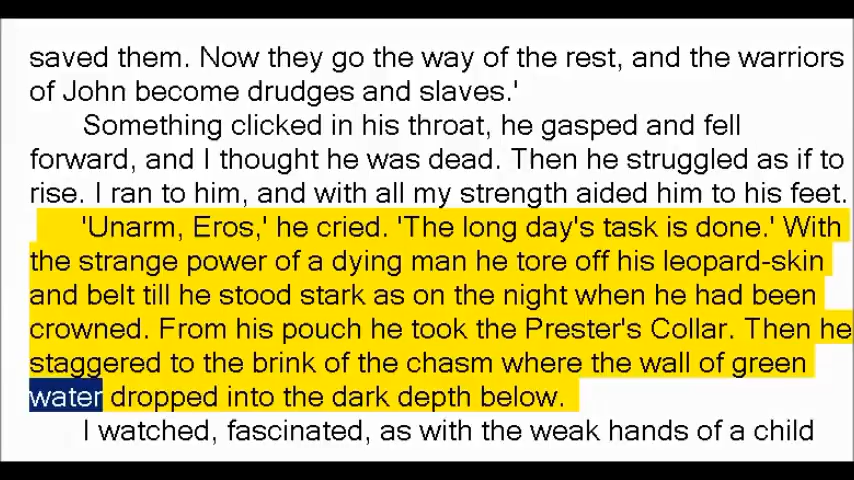 saved them. Now they go the way of the rest, and the warriors
of John become drudges and slaves.'
Something clicked in his throat, he gasped and fell
forward, and I thought he was dead. Then he struggled as if to
rise. I ran to him, and with all my strength aided him to his feet.
'Unarm, Eros,' he cried. 'The long day's task is done.' With
the strange power of a dying man he tore off his leopard-skin
and belt till he stood stark as on the night when he had been
crowned. From his pouch he took the Prester's Collar. Then he
staggered to the brink of the chasm where the wall of green
water dropped into the dark depth below.
I watched, fascinated, as with the weak hands of a child